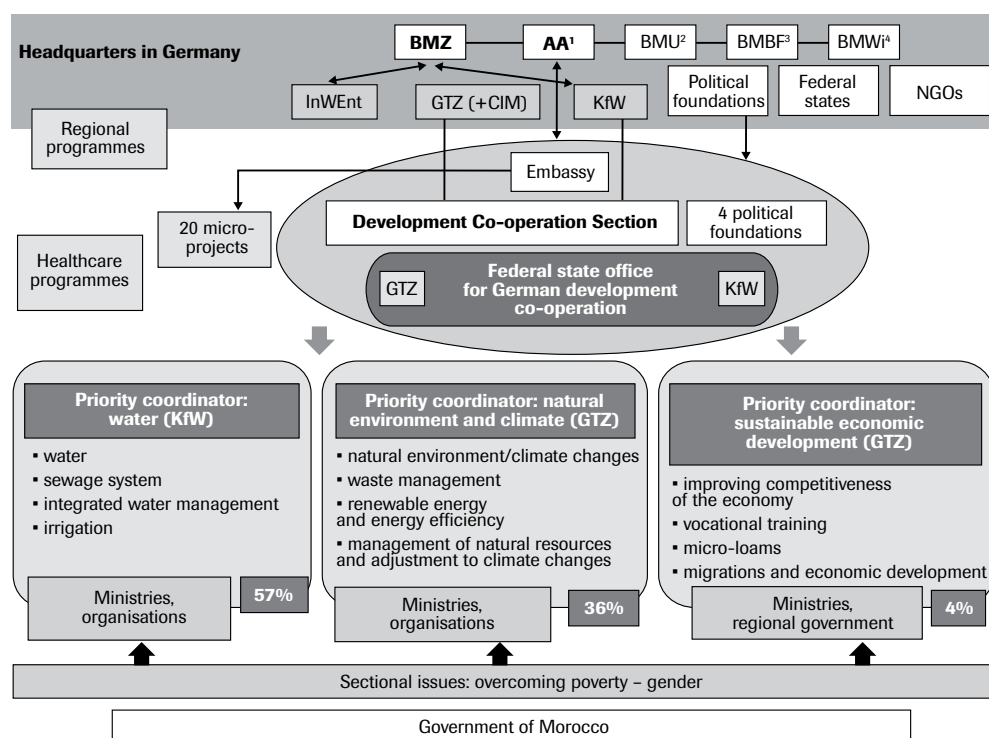 Headquarters in Germany
BMZ
AA¹
BMU²
BMBF³
BMWi⁴
InWEnt
GTZ (+CIM)
KfW
Political
foundations
Federal
states
NGOs
Regional
programmes
Embassy
20 micro-
projects
Development Co-operation Section
4 political
foundations
Healthcare
programmes
GTZ
Federal state office
for German development
co-operation
KfW
Priority coordinator:
water (KfW)
▪ water
▪ sewage system
▪ integrated water management
▪ irrigation
Ministries,
organisations
57%
Priority coordinator: natural
environment and climate (GTZ)
▪ natural environment/climate changes
▪ waste management
▪ renewable energy
and energy efficiency
▪ management of natural resources
and adjustment to climate changes
Ministries,
organisations
36%
Priority coordinator:
sustainable economic
development (GTZ)
▪ improving competitiveness
of the economy
▪ vocational training
▪ micro-loams
▪ migrations and economic development
Ministries,
regional government
4%
Sectional issues: overcoming poverty – gender
Government of Morocco